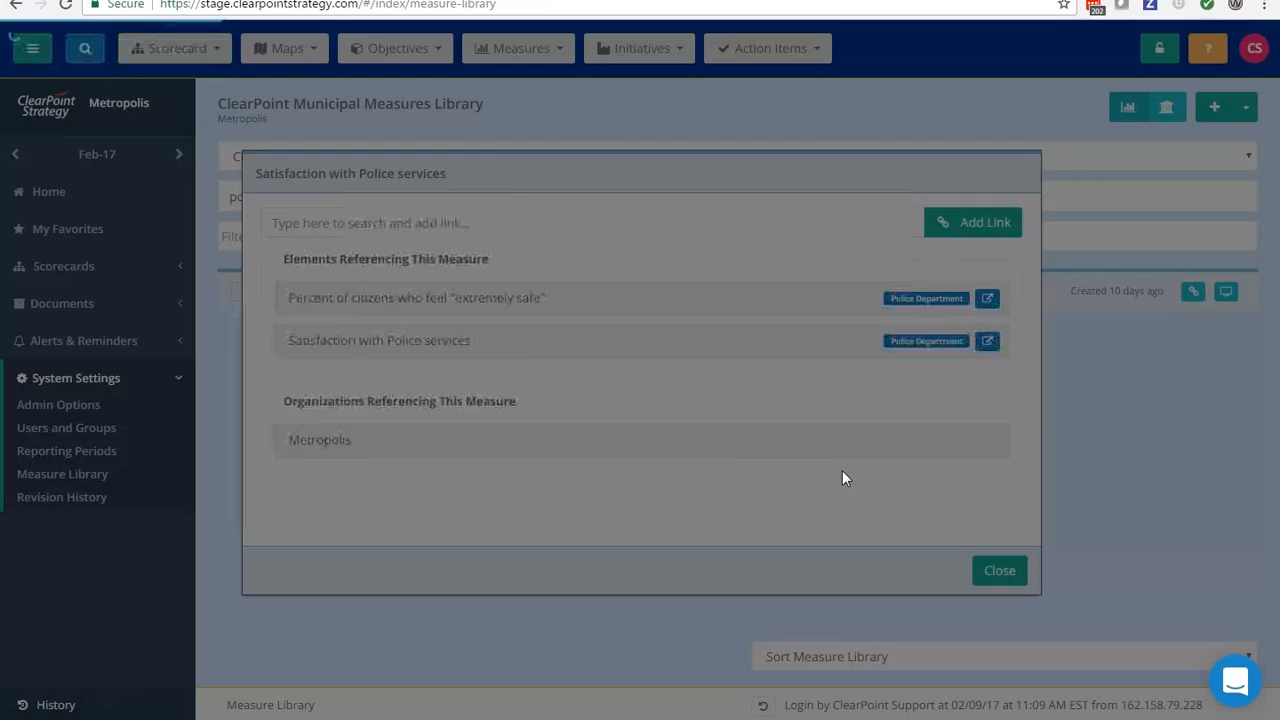 Secure https://stage.clearpointstrategy.com/#/index/measure-library
202
Scorecard Maps Objectives Measures Initiatives Action Items ? CS
ClearPoint Strategy Metropolis
ClearPoint Municipal Measures Library
Metropolis
Feb-17
Home
My Favorites
Scorecards
Documents
Alerts & Reminders
System Settings
Admin Options
Users and Groups
Reporting Periods
Measure Library
Revision History
History
Satisfaction with Police services
Type here to search and add link...
Add Link
Elements Referencing This Measure
Percent of citizens who feel "extremely safe" Police Department
Satisfaction with Police services Police Department
Organizations Referencing This Measure
Metropolis
Close
Created 10 days ago
Sort Measure Library
Measure Library
Login by ClearPoint Support at 02/09/17 at 11:09 AM EST from 162.158.79.228